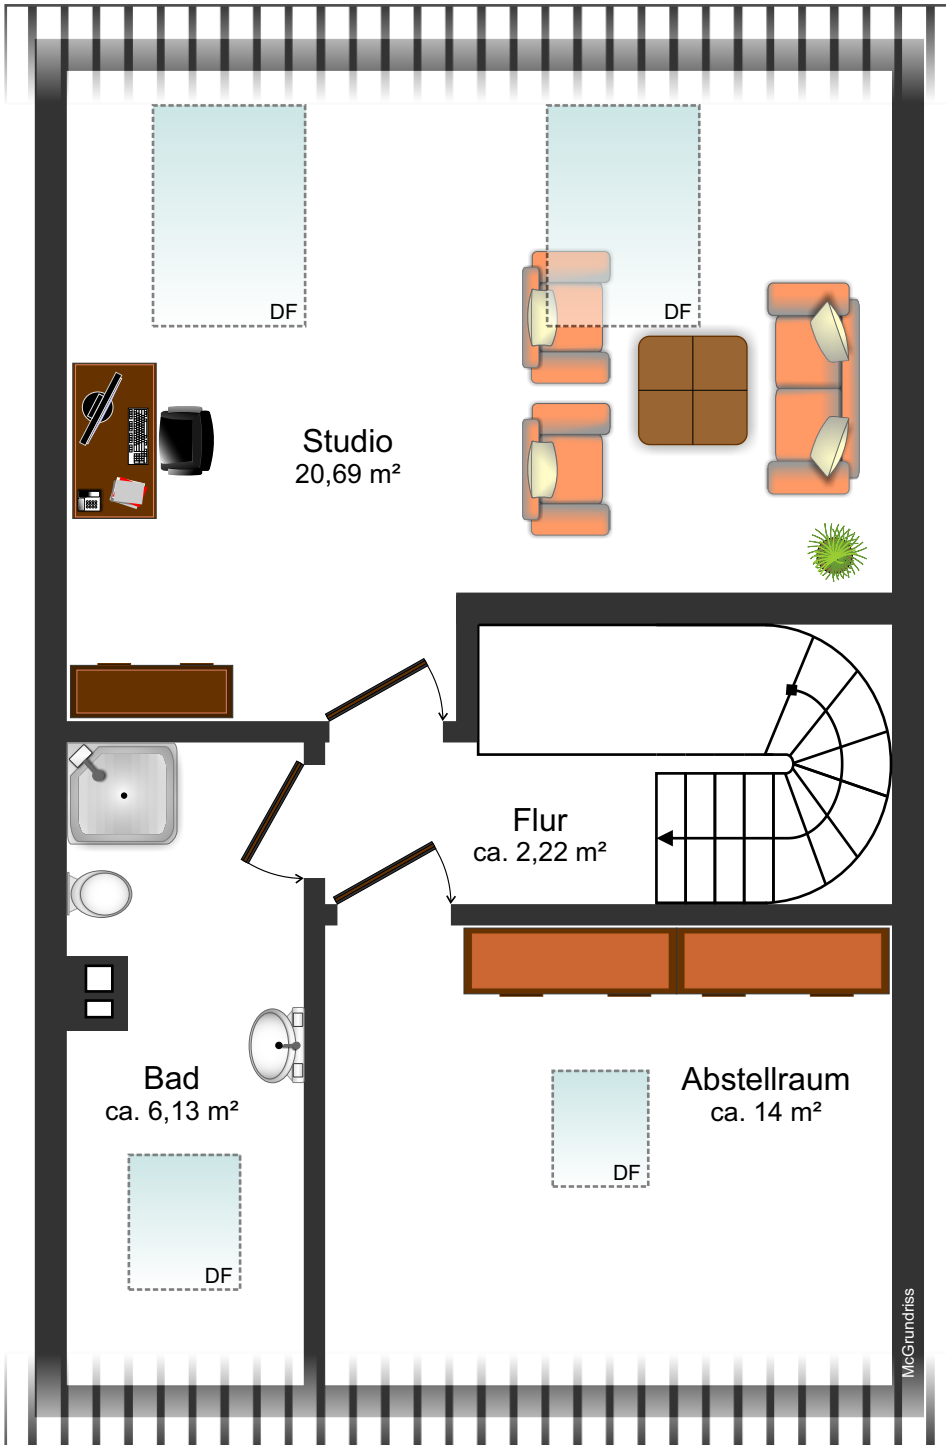 DF
DF
Studio
20,69 m²
Flur
ca. 2,22 m²
Bad
ca. 6,13 m²
Abstellraum
ca. 14 m²
DF
DF
McGrundriss